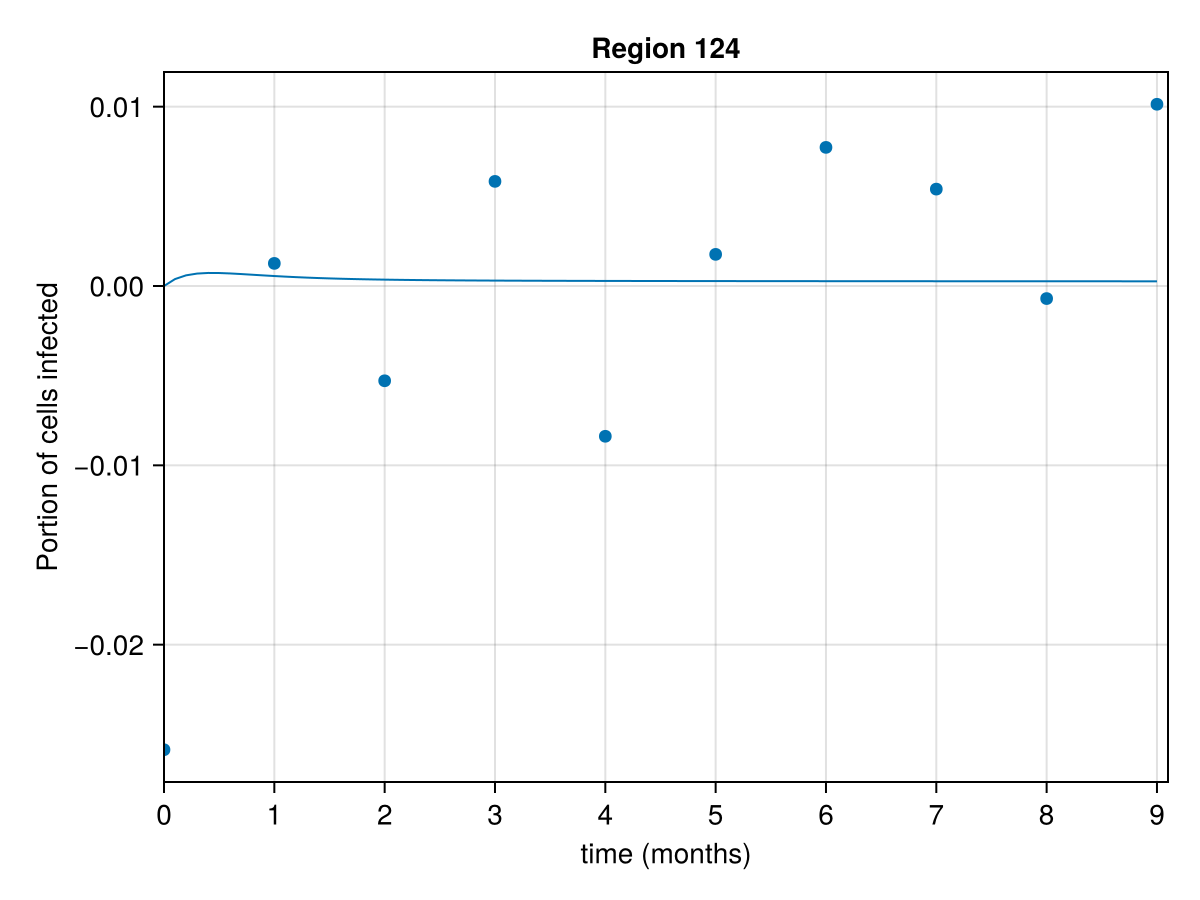 Region 124
Portion of cells infected
0.01
0.00
−0.01
−0.02
0 1 2 3 4 5 6 7 8 9
time (months)